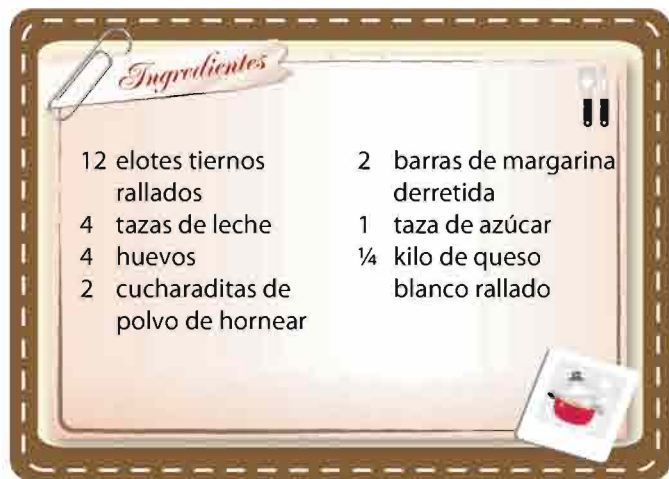 Ingredientes
12 elotes tiernos
rallados
4 tazas de leche
4 huevos
2 cucharaditas de
polvo de hornear
2 barras de margarina
derretida
1 taza de azúcar
¼ kilo de queso
blanco rallado